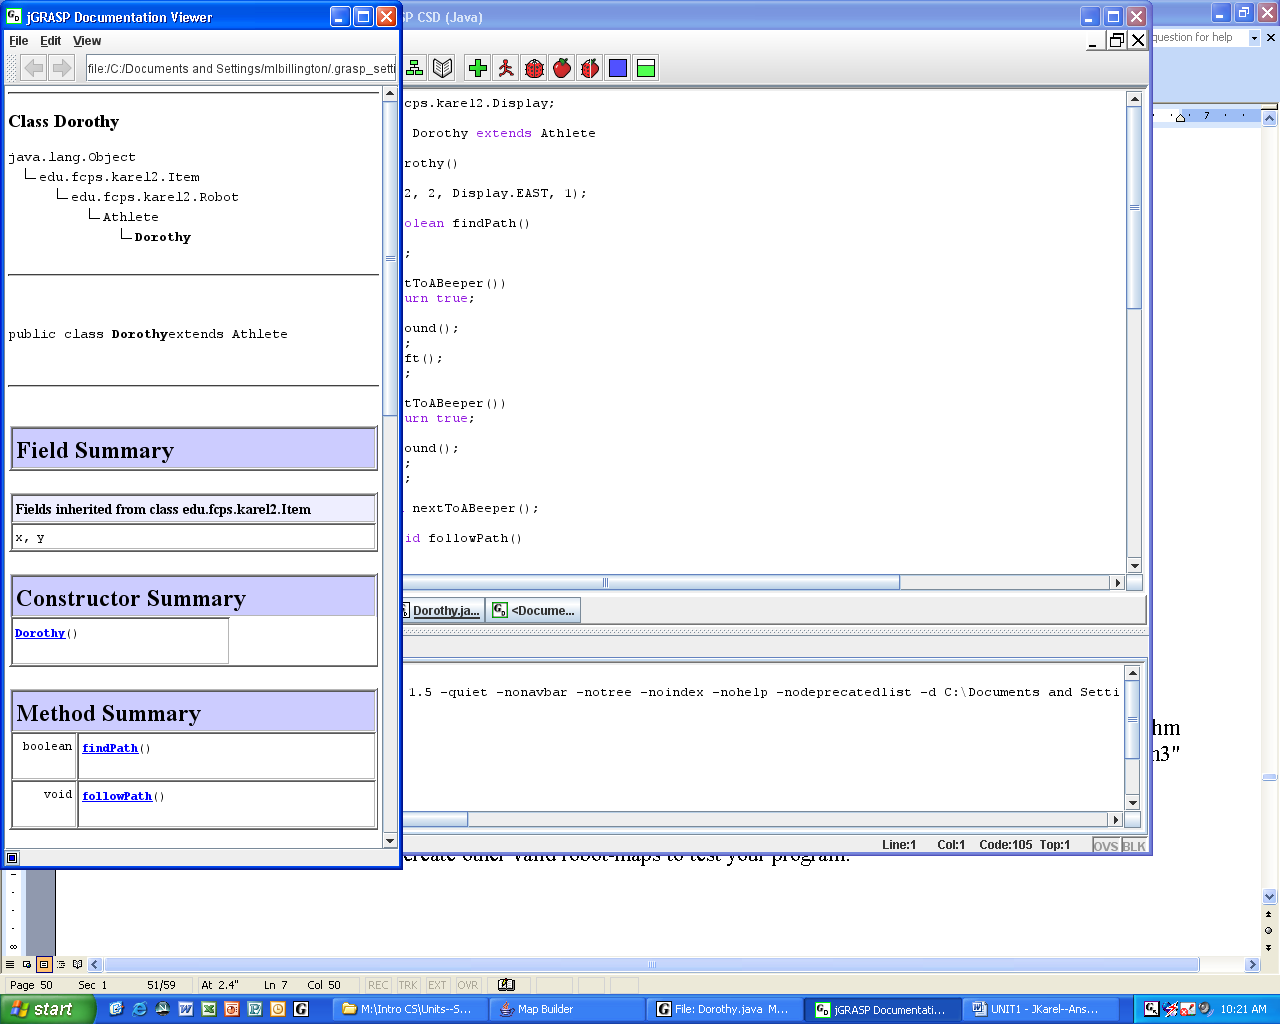 jGRASP Documentation Viewer
File Edit View
file:/C:/Documents and Settings/mlbillington/.grasp_setti
Class Dorothy
java.lang.Object
edu.fcps.karel2.Item
edu.fcps.karel2.Robot
Athlete
Dorothy
public class Dorothyextends Athlete
Field Summary
Fields inherited from class edu.fcps.karel2.Item
x, y
Constructor Summary
Dorothy()
Method Summary
boolean findPath()
void followPath()
P CSD (Java)
fcps.karel2.Display;
Dorothy extends Athlete
rothy()
2, 2, Display.EAST, 1);
olean findPath()
;
tToABeeper())
urn true;
ound();
;
ft();
;
tToABeeper())
urn true;
ound();
;
;
nextToABeeper();
id followPath()
Dorothy.ja... <Docume...
1.5 -quiet -nonavbar -notree -noindex -nohelp -nodeprecatedlist -d C:\Documents and Setti
Line:1 Col:1 Code:105 Top:1 OVS BLK
question for help
7
hm
n3"
create other valid robot-maps to test your program.
Page 50 Sec 1 51/59 At 2.4" Ln 7 Col 50 REC TRK EXT OVR
start M:\Intro CS\Units--S... Map Builder File: Dorothy.java M... jGRASP Documentati... UNIT1 - JKarel--Ans... 10:21 AM